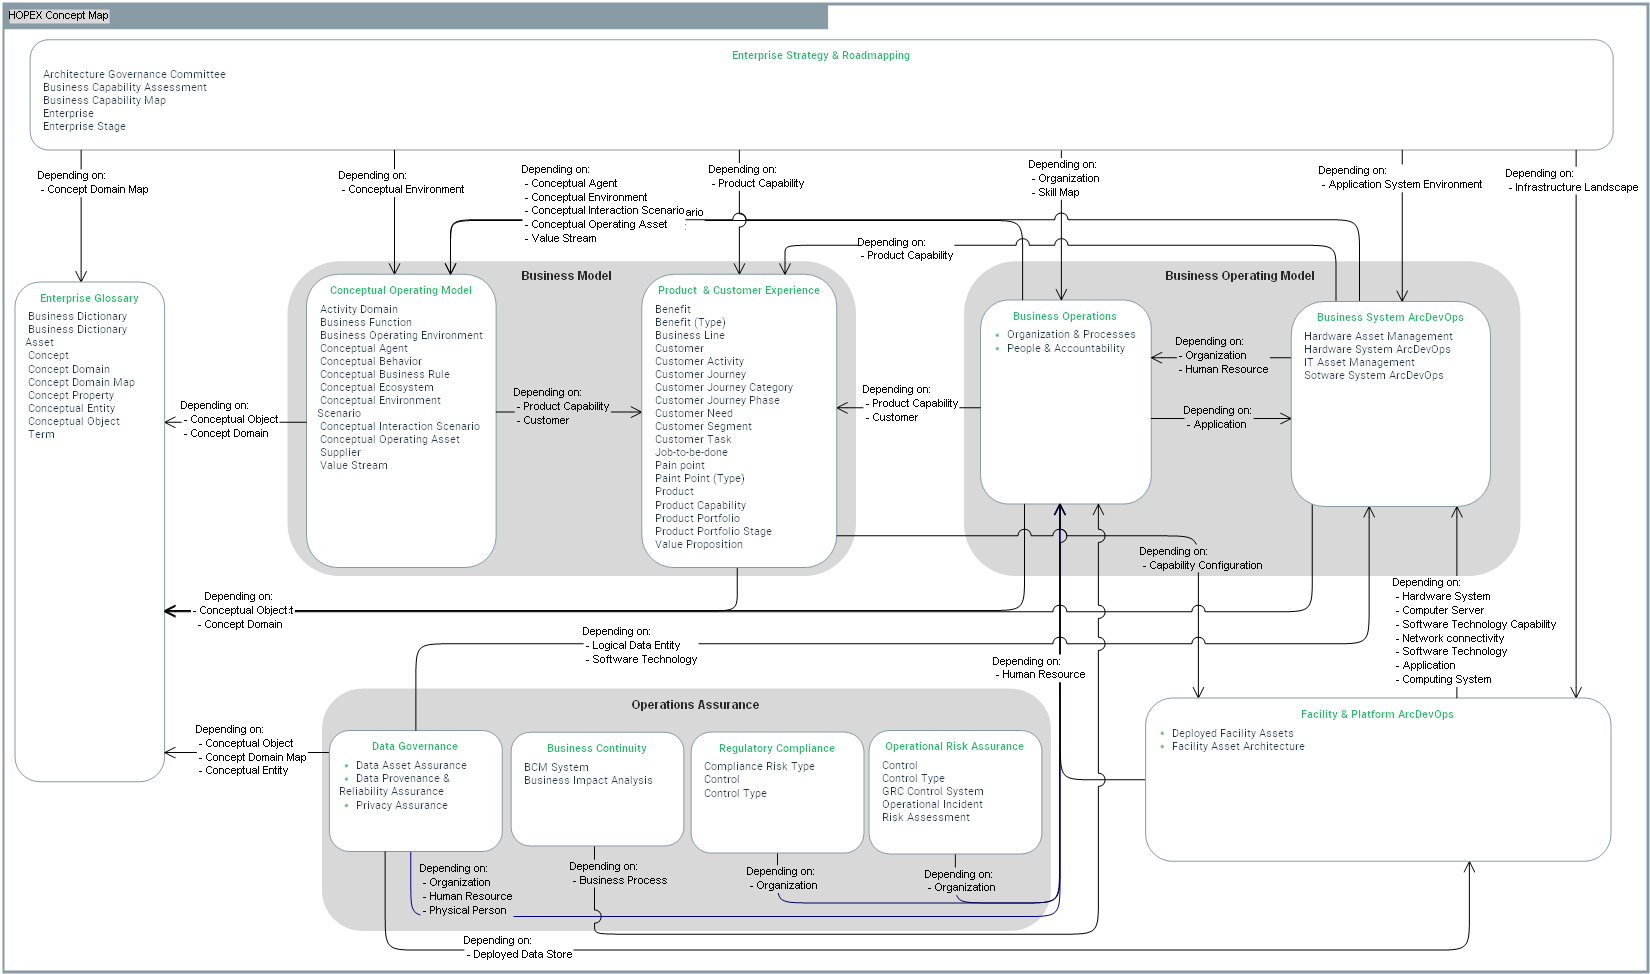 HOPEX Concept Map
Enterprise Strategy & Roadmapping
Architecture Governance Committee
Business Capability Assessment
Business Capability Map
Enterprise
Enterprise Stage
Depending on:
- Concept Domain Map
Depending on:
- Conceptual Environment
Depending on:
- Conceptual Agent
- Conceptual Environment
- Conceptual Interaction Scenario
ario
- Conceptual Operating Asset
- Value Stream
Depending on:
- Product Capability
Depending on:
- Organization
- Skill Map
Depending on:
- Application System Environment
Depending on:
- Infrastructure Landscape
Depending on:
- Product Capability
Enterprise Glossary
Business Dictionary
Business Dictionary
Asset
Concept
Concept Domain
Concept Domain Map
Concept Property
Conceptual Entity
Conceptual Object
Term
Depending on:
- Conceptual Object
- Concept Domain
Business Model
Conceptual Operating Model
Activity Domain
Business Function
Business Operating Environment
Conceptual Agent
Conceptual Behavior
Conceptual Business Rule
Conceptual Ecosystem
Conceptual Environment
Scenario
Conceptual Interaction Scenario
Conceptual Operating Asset
Supplier
Value Stream
Depending on:
- Product Capability
- Customer
Product & Customer Experience
Benefit
Benefit (Type)
Business Line
Customer
Customer Activity
Customer Journey
Customer Journey Category
Customer Journey Phase
Customer Need
Customer Segment
Customer Task
Job-to-be-done
Pain point
Paint Point (Type)
Product
Product Capability
Product Portfolio
Product Portfolio Stage
Value Proposition
Depending on:
- Product Capability
- Customer
Business Operating Model
Business Operations
• Organization & Processes
• People & Accountability
Depending on:
- Organization
- Human Resource
Depending on:
- Application
Business System ArcDevOps
Hardware Asset Management
Hardware System ArcDevOps
IT Asset Management
Sotware System ArcDevOps
Depending on:
- Capability Configuration
Depending on:
- Conceptual Object
- Concept Domain
Depending on:
- Hardware System
- Computer Server
- Software Technology Capability
- Network connectivity
- Software Technology
- Application
- Computing System
Depending on:
- Logical Data Entity
- Software Technology
Depending on:
- Human Resource
Depending on:
- Conceptual Object
- Concept Domain Map
- Conceptual Entity
Operations Assurance
Data Governance
• Data Asset Assurance
• Data Provenance &
Reliability Assurance
• Privacy Assurance
Business Continuity
BCM System
Business Impact Analysis
Regulatory Compliance
Compliance Risk Type
Control
Control Type
Operational Risk Assurance
Control
Control Type
GRC Control System
Operational Incident
Risk Assessment
Facility & Platform ArcDevOps
• Deployed Facility Assets
• Facility Asset Architecture
Depending on:
- Organization
- Human Resource
- Physical Person
Depending on:
- Business Process
Depending on:
- Organization
Depending on:
- Organization
Depending on:
- Deployed Data Store